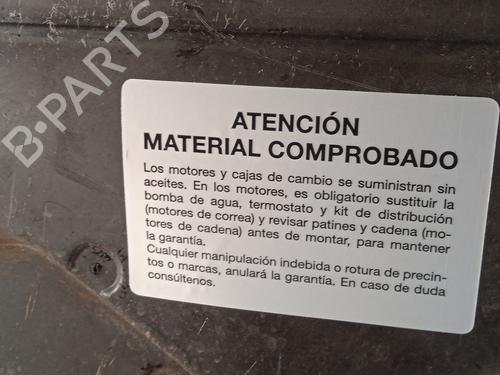 B-PARTS
ATENCIÓN
MATERIAL COMPROBADO
Los motores y cajas de cambio se suministran sin
aceites. En los motores, es obligatorio sustituir la
bomba de agua, termostato y kit de distribución
(motores de correa) y revisar patines y cadena (mo-
tores de cadena) antes de montar, para mantener
la garantía.
Cualquier manipulación indebida o rotura de precin-
tos o marcas, anulará la garantía. En caso de duda
consúltenos.